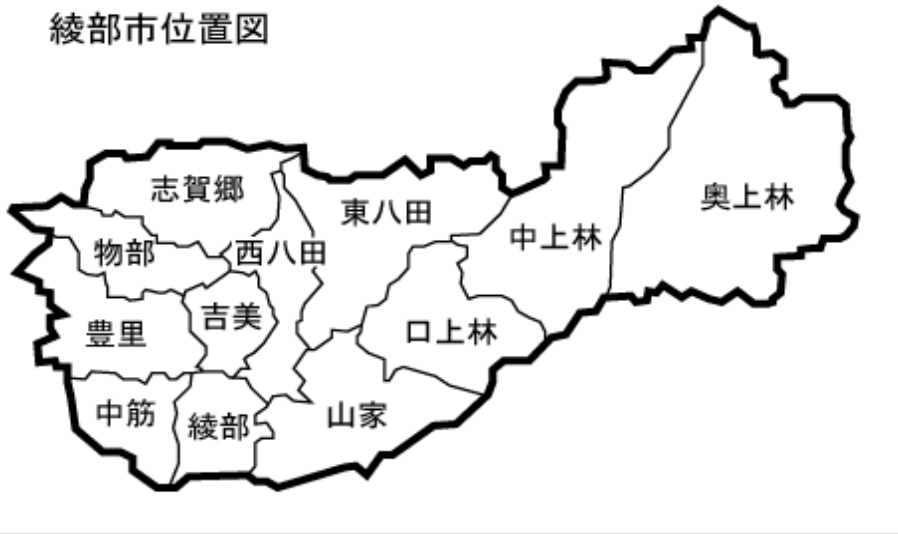 綾部市位置図
志賀郷
東八田
奥上林
物部
西八田
中上林
吉美
豊里
口上林
中筋
綾部
山家